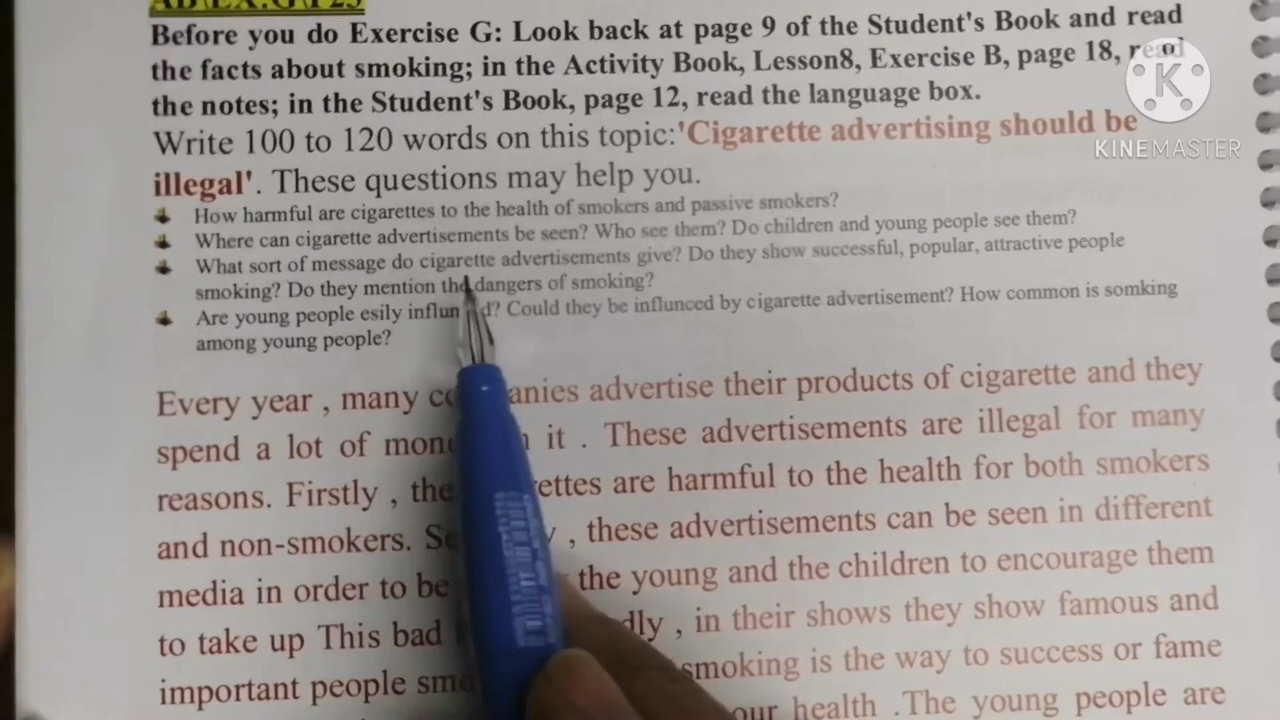 AB\EX.G\P23
Before you do Exercise G: Look back at page 9 of the Student's Book and read
the facts about smoking; in the Activity Book, Lesson8, Exercise B, page 18, read
the notes; in the Student's Book, page 12, read the language box.
Write 100 to 120 words on this topic:'Cigarette advertising should be
illegal'. These questions may help you.
How harmful are cigarettes to the health of smokers and passive smokers?
Where can cigarette advertisements be seen? Who see them? Do children and young people see them?
What sort of message do cigarette advertisements give? Do they show successful, popular, attractive people
smoking? Do they mention the dangers of smoking?
Are young people esily influn d? Could they be influnced by cigarette advertisement? How common is somking
among young people?
Every year , many co anies advertise their products of cigarette and they
spend a lot of mon it . These advertisements are illegal for many
reasons. Firstly , the ettes are harmful to the health for both smokers
and non-smokers. Se y , these advertisements can be seen in different
media in order to be the young and the children to encourage them
to take up This bad dly , in their shows they show famous and
important people smo smoking is the way to success or fame
our health .The young people are
K
KINEMASTER